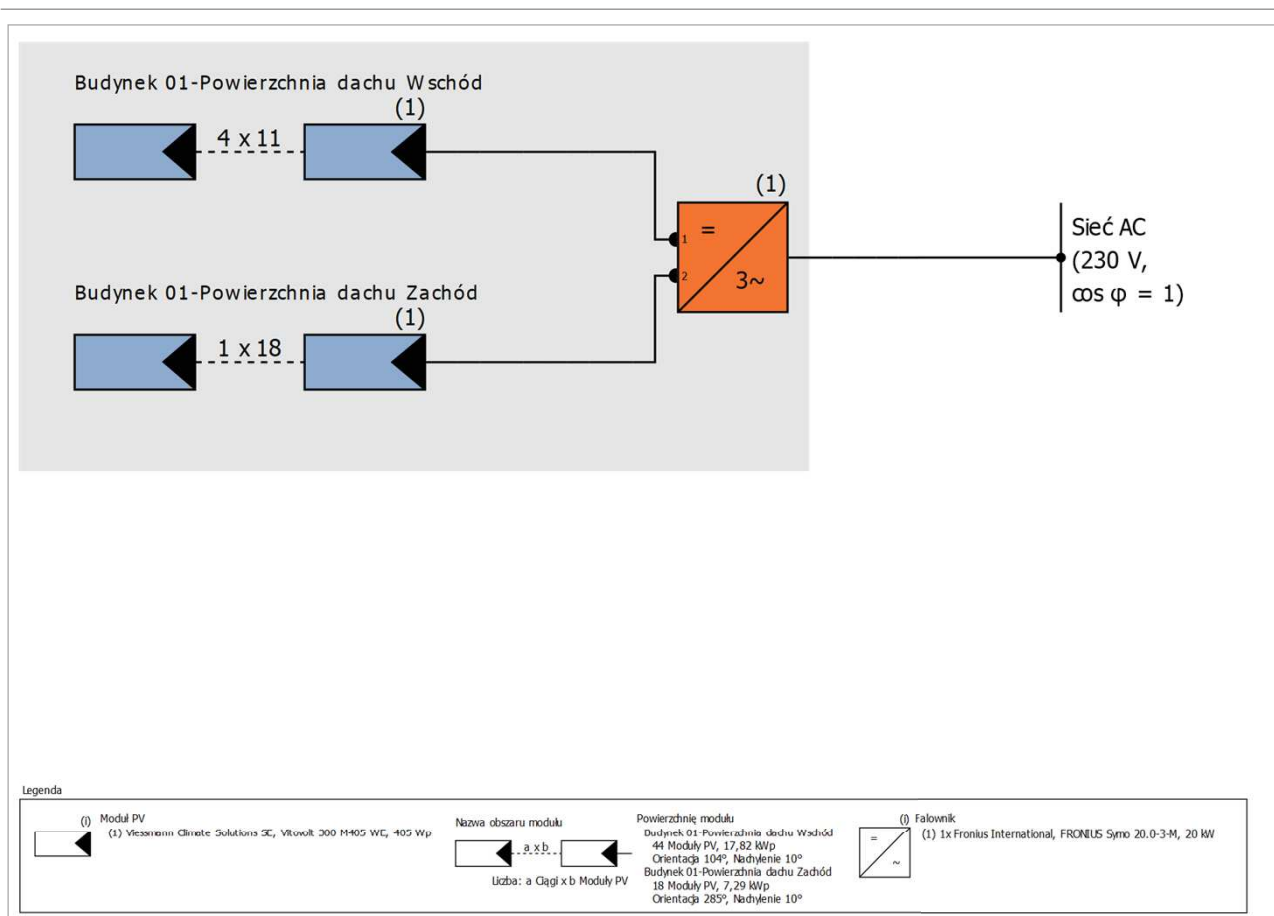 Budynek 01-Powierzchnia dachu Wschód
(1)
4 x 11
(1)
1
=
Sieć AC
2
3~
(230 V,
cos φ = 1)
Budynek 01-Powierzchnia dachu Zachód
(1)
1 x 18
Legenda
(i) Moduł PV
(1) Viessmann Climate Solutions SE, Vitovolt 300 M405 WE, 405 Wp
Nazwa obszaru modułu
a x b
Liczba: a Ciągi x b Moduły PV
Powierzchnię modułu
Budynek 01-Powierzchnia dachu Wschód
44 Moduły PV, 17,82 kWp
Orientacja 104°, Nachylenie 10°
Budynek 01-Powierzchnia dachu Zachód
18 Moduły PV, 7,29 kWp
Orientacja 285°, Nachylenie 10°
(i) Falownik
=
~
(1) 1x Fronius International, FRONIUS Symo 20.0-3-M, 20 kW